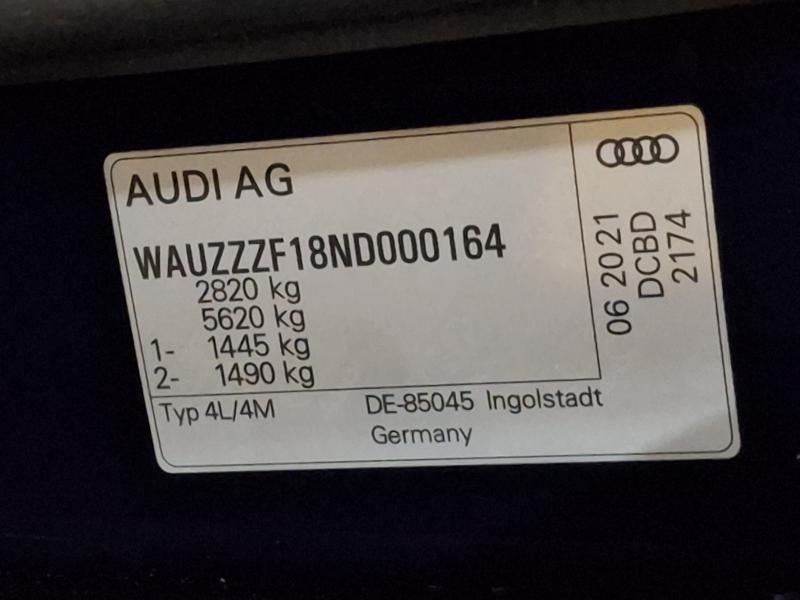 AUDI AG
WAUZZZF18ND000164
2820 kg
5620 kg
1- 1445 kg
2- 1490 kg
Typ 4L/4M
DE-85045 Ingolstadt
Germany
06 2021
DCBD
2174